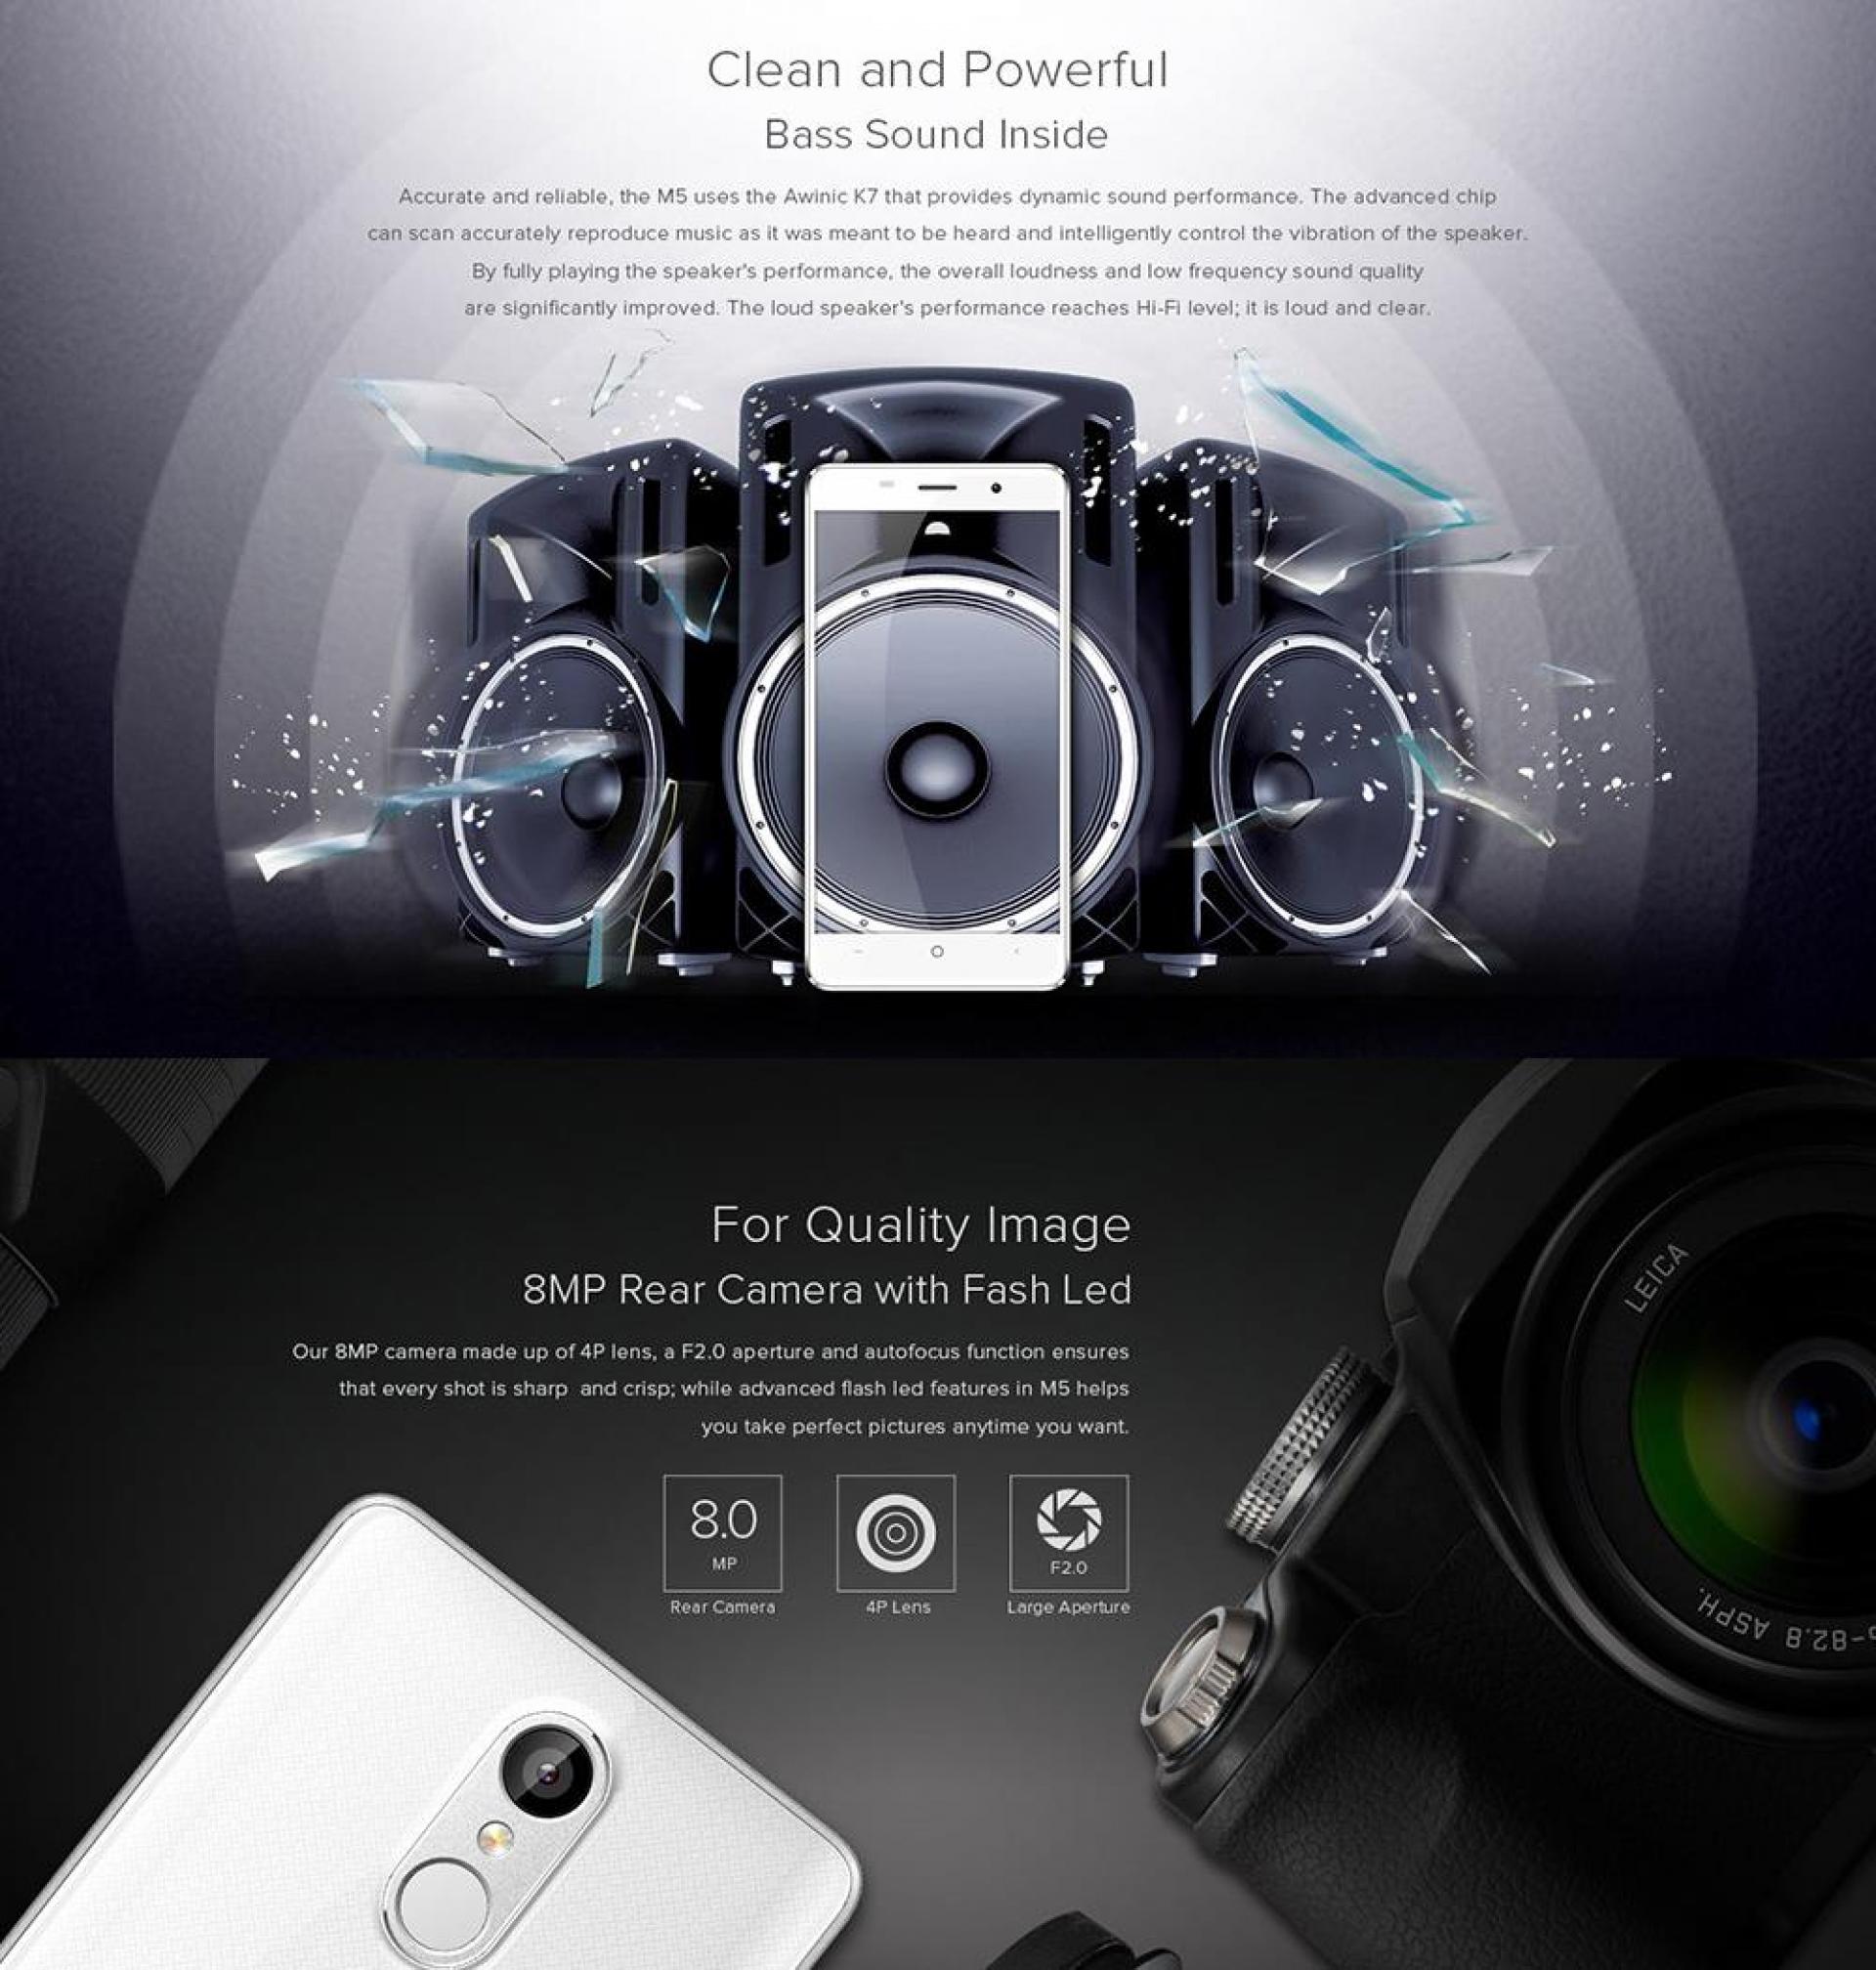 Clean and Powerful
Bass Sound Inside
Accurate and reliable, the M5 uses the Awinic K7 that provides dynamic sound performance. The advanced chip
can scan accurately reproduce music as it was meant to be heard and intelligently control the vibration of the speaker.
By fully playing the speaker's performance, the overall loudness and low frequency sound quality
are significantly improved. The loud speaker's performance reaches Hi-Fi level; it is loud and clear.
For Quality Image
8MP Rear Camera with Fash Led
Our 8MP camera made up of 4P lens, a F2.0 aperture and autofocus function ensures
that every shot is sharp and crisp; while advanced flash led features in M5 helps
you take perfect pictures anytime you want.
8.0
MP
Rear Camera
4P Lens
F2.0
Large Aperture
LEICA
-82.8 ASPH.